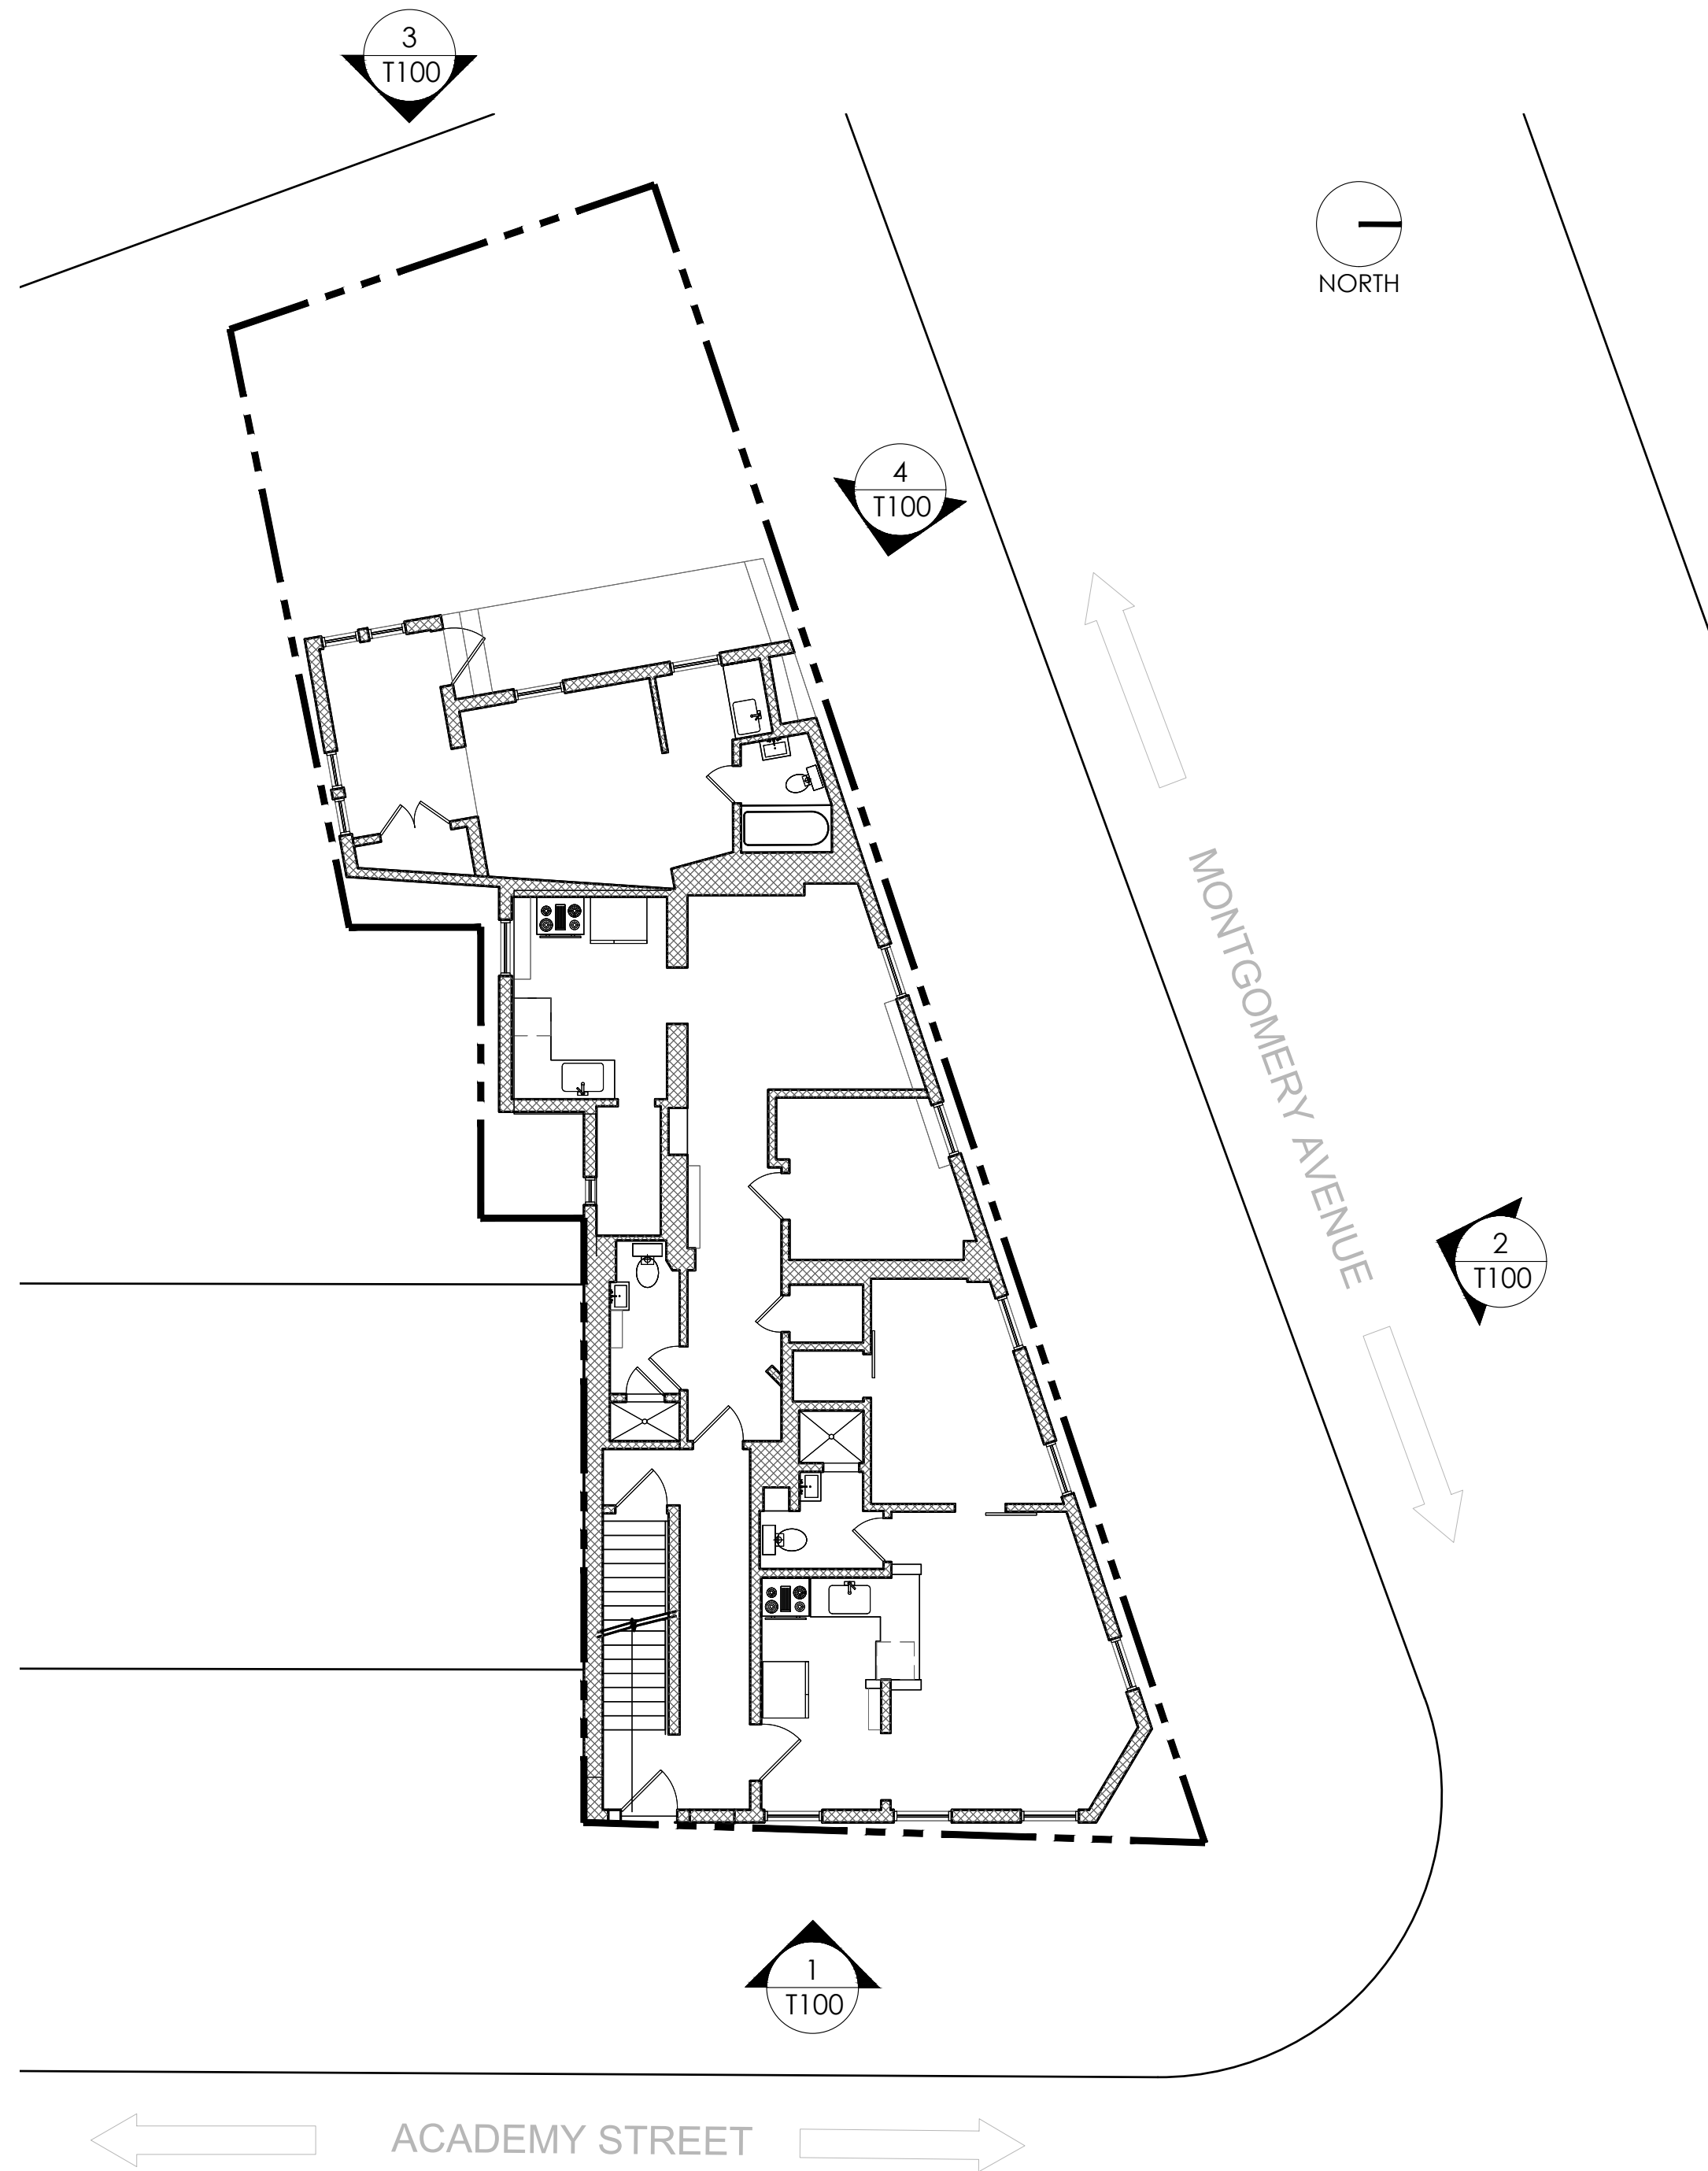 3
T100
NORTH
4
T100
MONTGOMERY AVENUE
2
T100
1
T100
ACADEMY STREET